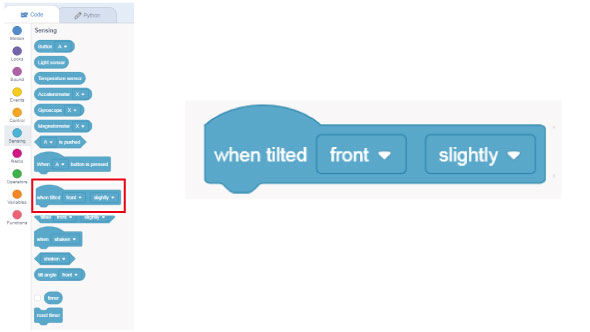 Code
Python
Sensing
Motion
Looks
Sound
Events
Control
Sensing
Radio
Operators
Variables
Functions
Button A
Light sensor
Temperature sensor
Accelerometer X
Gyroscope X
Magnetometer X
A is pushed
When A button is pressed
when tilted front slightly
tilted front slightly
when shaken
shaken
tilt angle front
timer
reset timer
when tilted front slightly